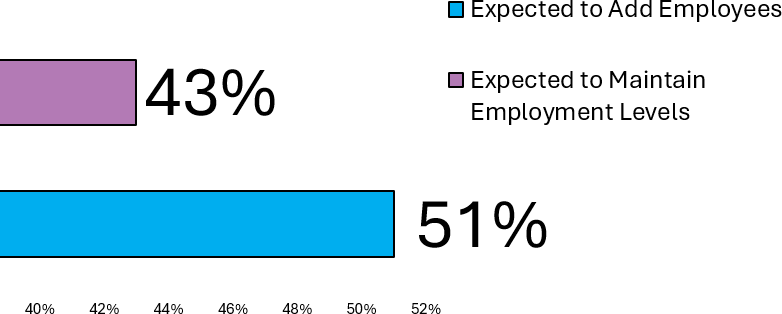 Expected to Add Employees
43%
Expected to Maintain
Employment Levels
51%
40% 42% 44% 46% 48% 50% 52%